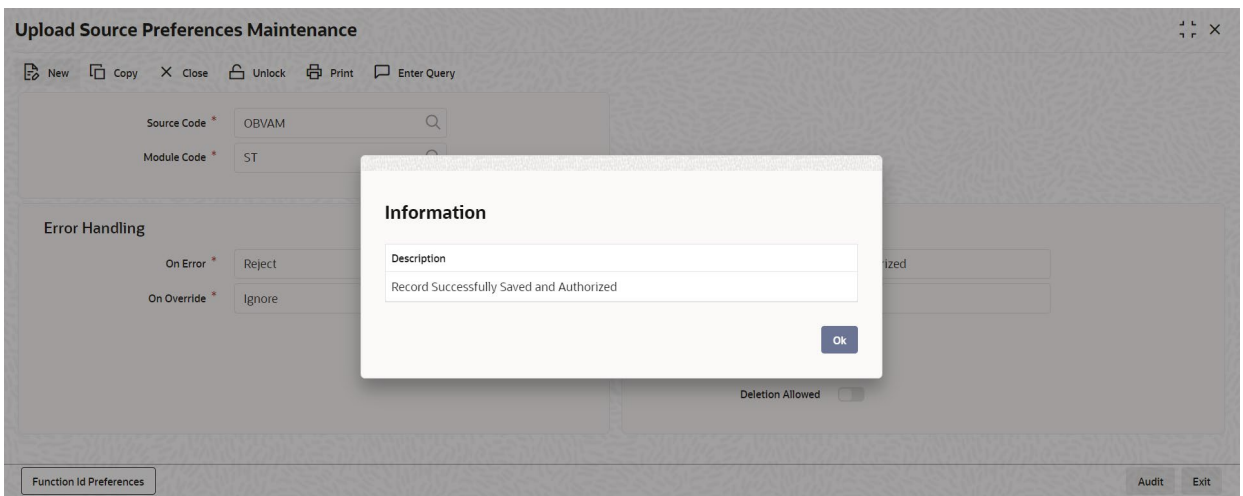 Upload Source Preferences Maintenance
New Copy Close Unlock Print Enter Query
Source Code * OBVAM
Module Code * ST
Information
Description
Record Successfully Saved and Authorized
Ok
Error Handling
On Error * Reject
On Override * Ignore
Deletion Allowed
Function Id Preferences
Audit Exit